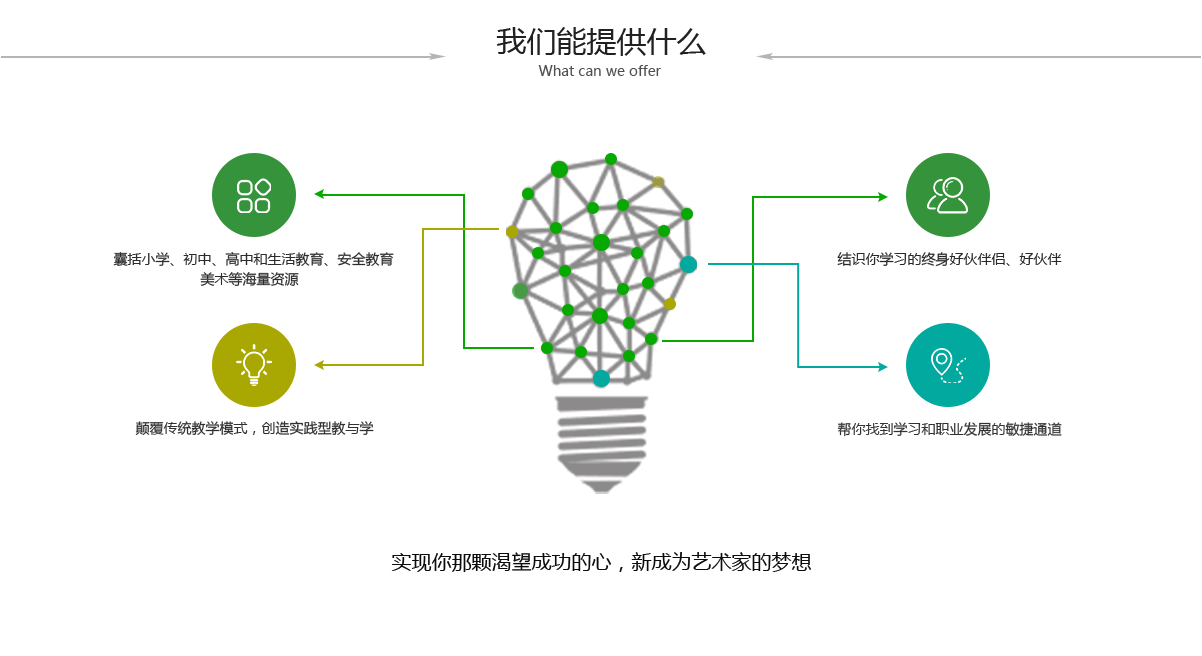 我们能提供什么
What can we offer
囊括小学、初中、高中和生活教育、安全教育
美术等海量资源
结识你学习的终身好伙伴侣、好伙伴
颠覆传统教学模式，创造实践型教与学
帮你找到学习和职业发展的敏捷通道
实现你那颗渴望成功的心，新成为艺术家的梦想